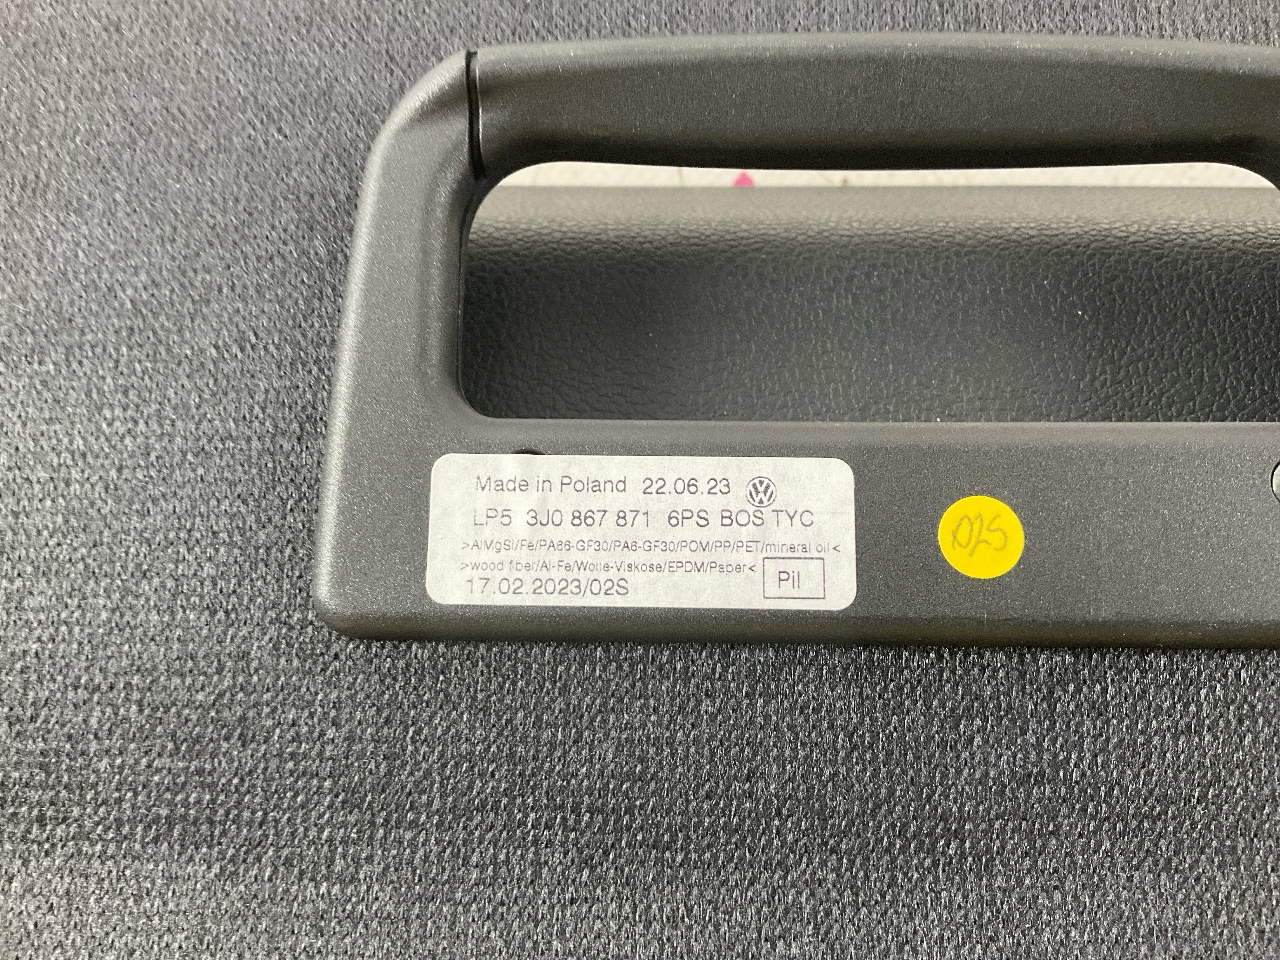 Made in Poland 22.06.23
LP5 3J0 867 871 6PS BOS TYC
>AlMgSi/Fe/PA66-GF30/PA6-GF30/POM/PP/PET/mineral oil<
>wood fiber/Al-Fe/Wolle-Viskose/EPDM/Paper<
Pil
17.02.2023/02S
025